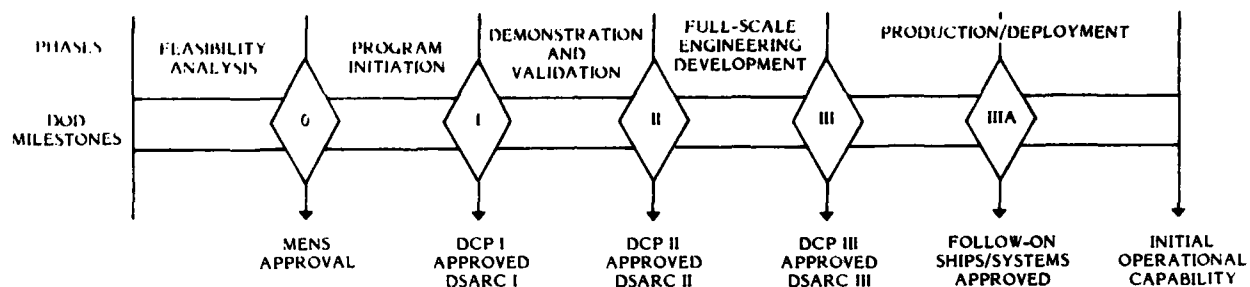 PHASES
FEASIBILITY
ANALYSIS
PROGRAM
INITIATION
DEMONSTRATION
AND
VALIDATION
FULL-SCALE
ENGINEERING
DEVELOPMENT
PRODUCTION/DEPLOYMENT
DOD
MILESTONES
0
I
II
III
IIIA
MENS
APPROVAL
DCP I
APPROVED
DSARC I
DCP II
APPROVED
DSARC II
DCP III
APPROVED
DSARC III
FOLLOW-ON
SHIPS/SYSTEMS
APPROVED
INITIAL
OPERATIONAL
CAPABILITY